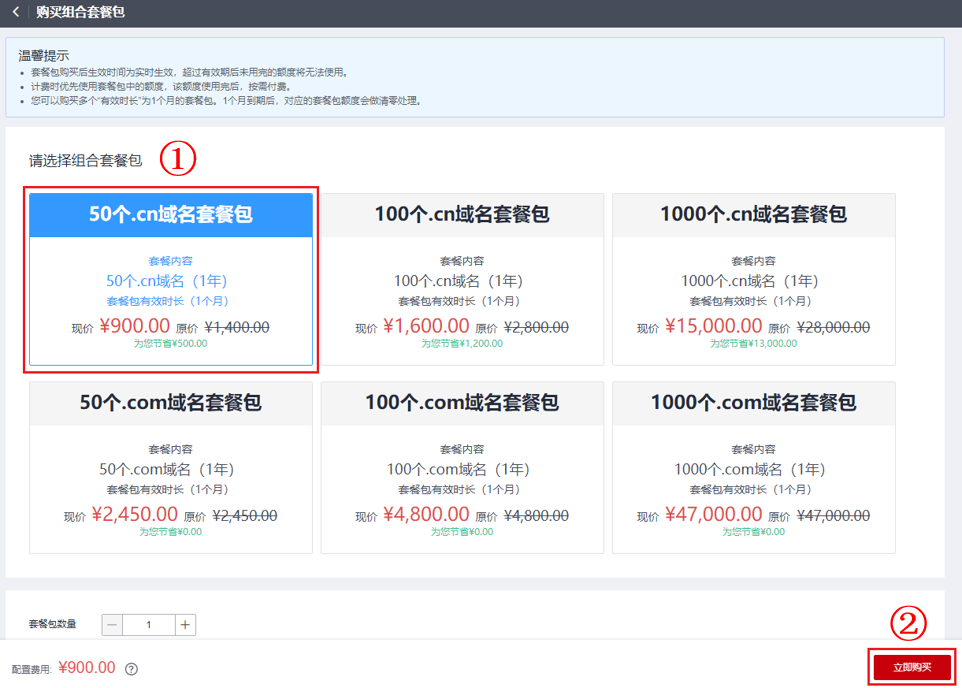 购买组合套餐包
温馨提示
• 套餐包购买后生效时间为实时生效，超过有效期后未用完的额度将无法使用。
• 计费时优先使用套餐包中的额度，该额度使用完后，按需付费。
• 您可以购买多个“有效时长”为1个月的套餐包。1个月到期后，对应的套餐包额度会做清零处理。
请选择组合套餐包 ①
50个.cn域名套餐包
套餐内容
50个.cn域名（1年）
套餐包有效时长（1个月）
现价 ¥900.00 原价 ¥1,400.00
为您节省¥500.00
100个.cn域名套餐包
套餐内容
100个.cn域名（1年）
套餐包有效时长（1个月）
现价 ¥1,600.00 原价 ¥2,800.00
为您节省¥1,200.00
1000个.cn域名套餐包
套餐内容
1000个.cn域名（1年）
套餐包有效时长（1个月）
现价 ¥15,000.00 原价 ¥28,000.00
为您节省¥13,000.00
50个.com域名套餐包
套餐内容
50个.com域名（1年）
套餐包有效时长（1个月）
现价 ¥2,450.00 原价 ¥2,450.00
为您节省¥0.00
100个.com域名套餐包
套餐内容
100个.com域名（1年）
套餐包有效时长（1个月）
现价 ¥4,800.00 原价 ¥4,800.00
为您节省¥0.00
1000个.com域名套餐包
套餐内容
1000个.com域名（1年）
套餐包有效时长（1个月）
现价 ¥47,000.00 原价 ¥47,000.00
为您节省¥0.00
套餐包数量 — 1 +
②
配置费用: ¥900.00 ?
立即购买